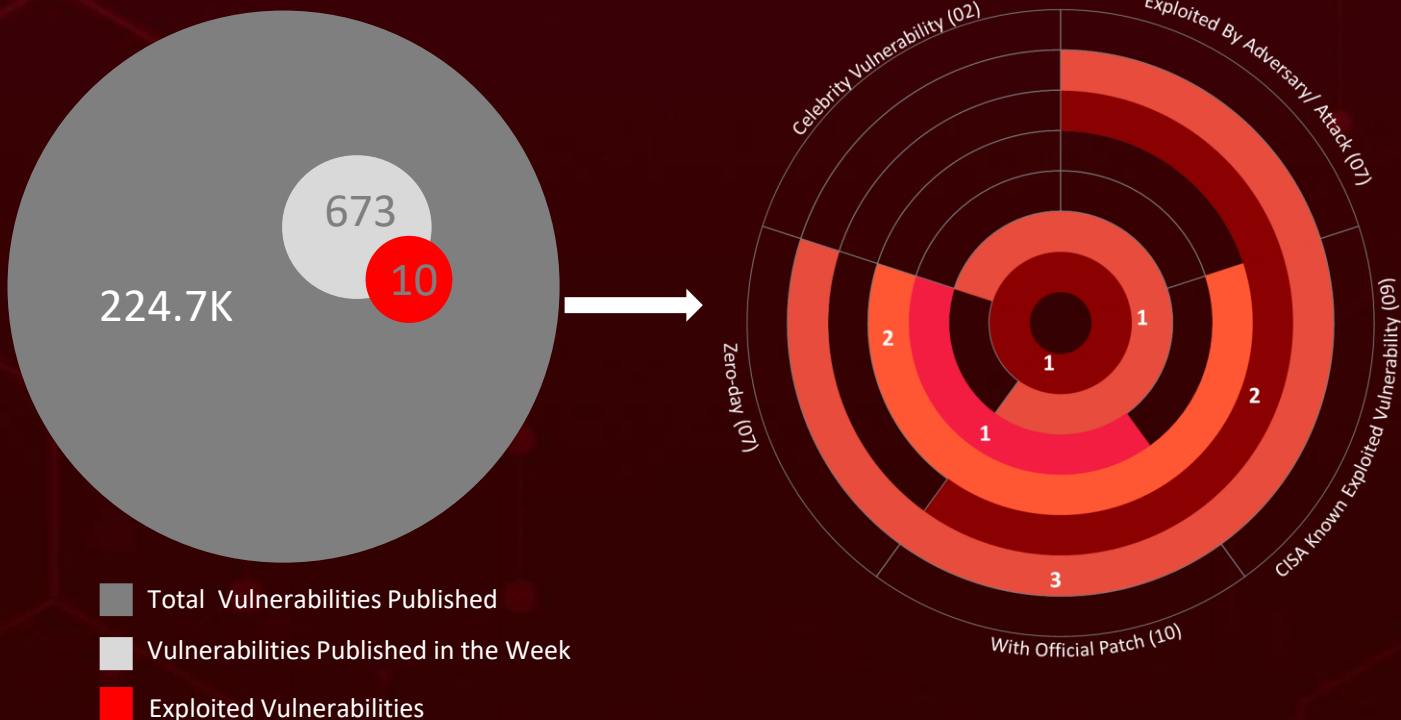 224.7K
673
10
Total Vulnerabilities Published
Vulnerabilities Published in the Week
Exploited Vulnerabilities
Celebrity Vulnerability (02)
Exploited By Adversary/ Attack (07)
CISA Known Exploited Vulnerability (09)
With Official Patch (10)
Zero-day (07)
1
1
2
2
1
3